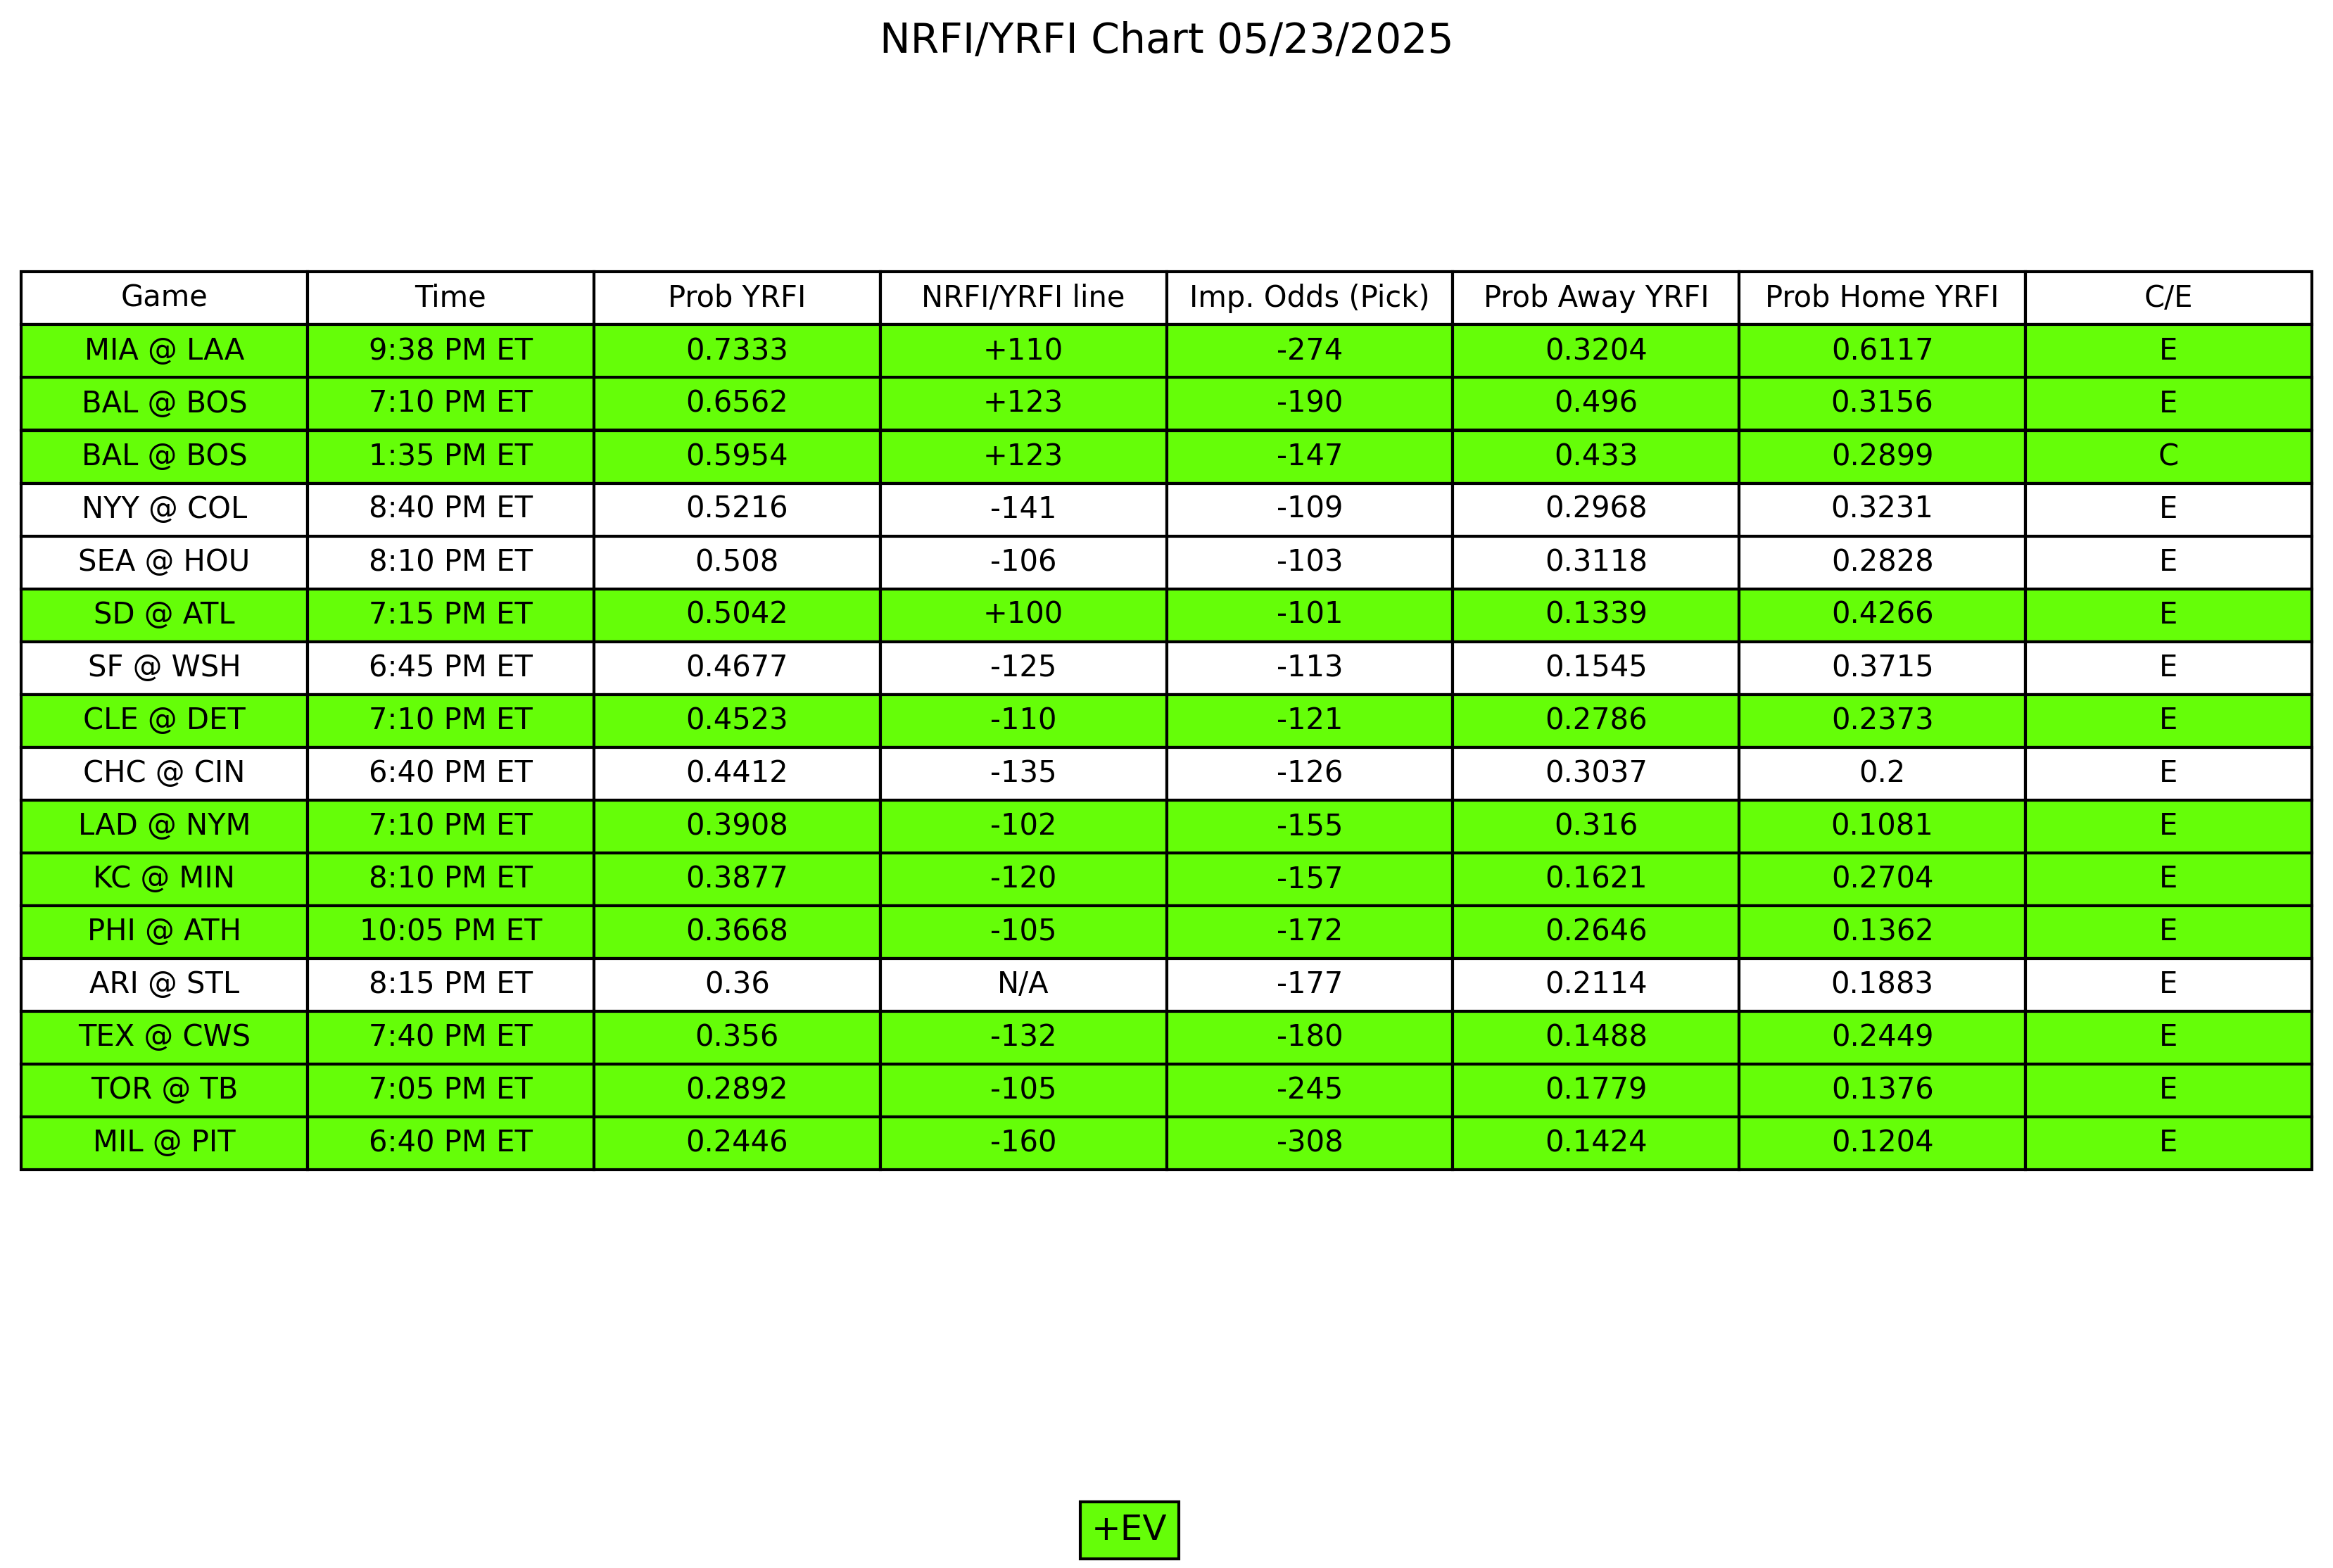 NRFI/YRFI Chart 05/23/2025
Game Time Prob YRFI NRFI/YRFI line Imp. Odds (Pick) Prob Away YRFI Prob Home YRFI C/E
MIA @ LAA 9:38 PM ET 0.7333 +110 -274 0.3204 0.6117 E
BAL @ BOS 7:10 PM ET 0.6562 +123 -190 0.496 0.3156 E
BAL @ BOS 1:35 PM ET 0.5954 +123 -147 0.433 0.2899 C
NYY @ COL 8:40 PM ET 0.5216 -141 -109 0.2968 0.3231 E
SEA @ HOU 8:10 PM ET 0.508 -106 -103 0.3118 0.2828 E
SD @ ATL 7:15 PM ET 0.5042 +100 -101 0.1339 0.4266 E
SF @ WSH 6:45 PM ET 0.4677 -125 -113 0.1545 0.3715 E
CLE @ DET 7:10 PM ET 0.4523 -110 -121 0.2786 0.2373 E
CHC @ CIN 6:40 PM ET 0.4412 -135 -126 0.3037 0.2 E
LAD @ NYM 7:10 PM ET 0.3908 -102 -155 0.316 0.1081 E
KC @ MIN 8:10 PM ET 0.3877 -120 -157 0.1621 0.2704 E
PHI @ ATH 10:05 PM ET 0.3668 -105 -172 0.2646 0.1362 E
ARI @ STL 8:15 PM ET 0.36 N/A -177 0.2114 0.1883 E
TEX @ CWS 7:40 PM ET 0.356 -132 -180 0.1488 0.2449 E
TOR @ TB 7:05 PM ET 0.2892 -105 -245 0.1779 0.1376 E
MIL @ PIT 6:40 PM ET 0.2446 -160 -308 0.1424 0.1204 E
+EV